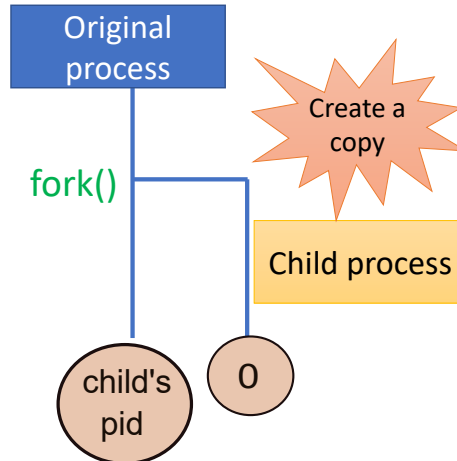 Original
process
Create a
copy
fork()
Child process
child's
pid
0